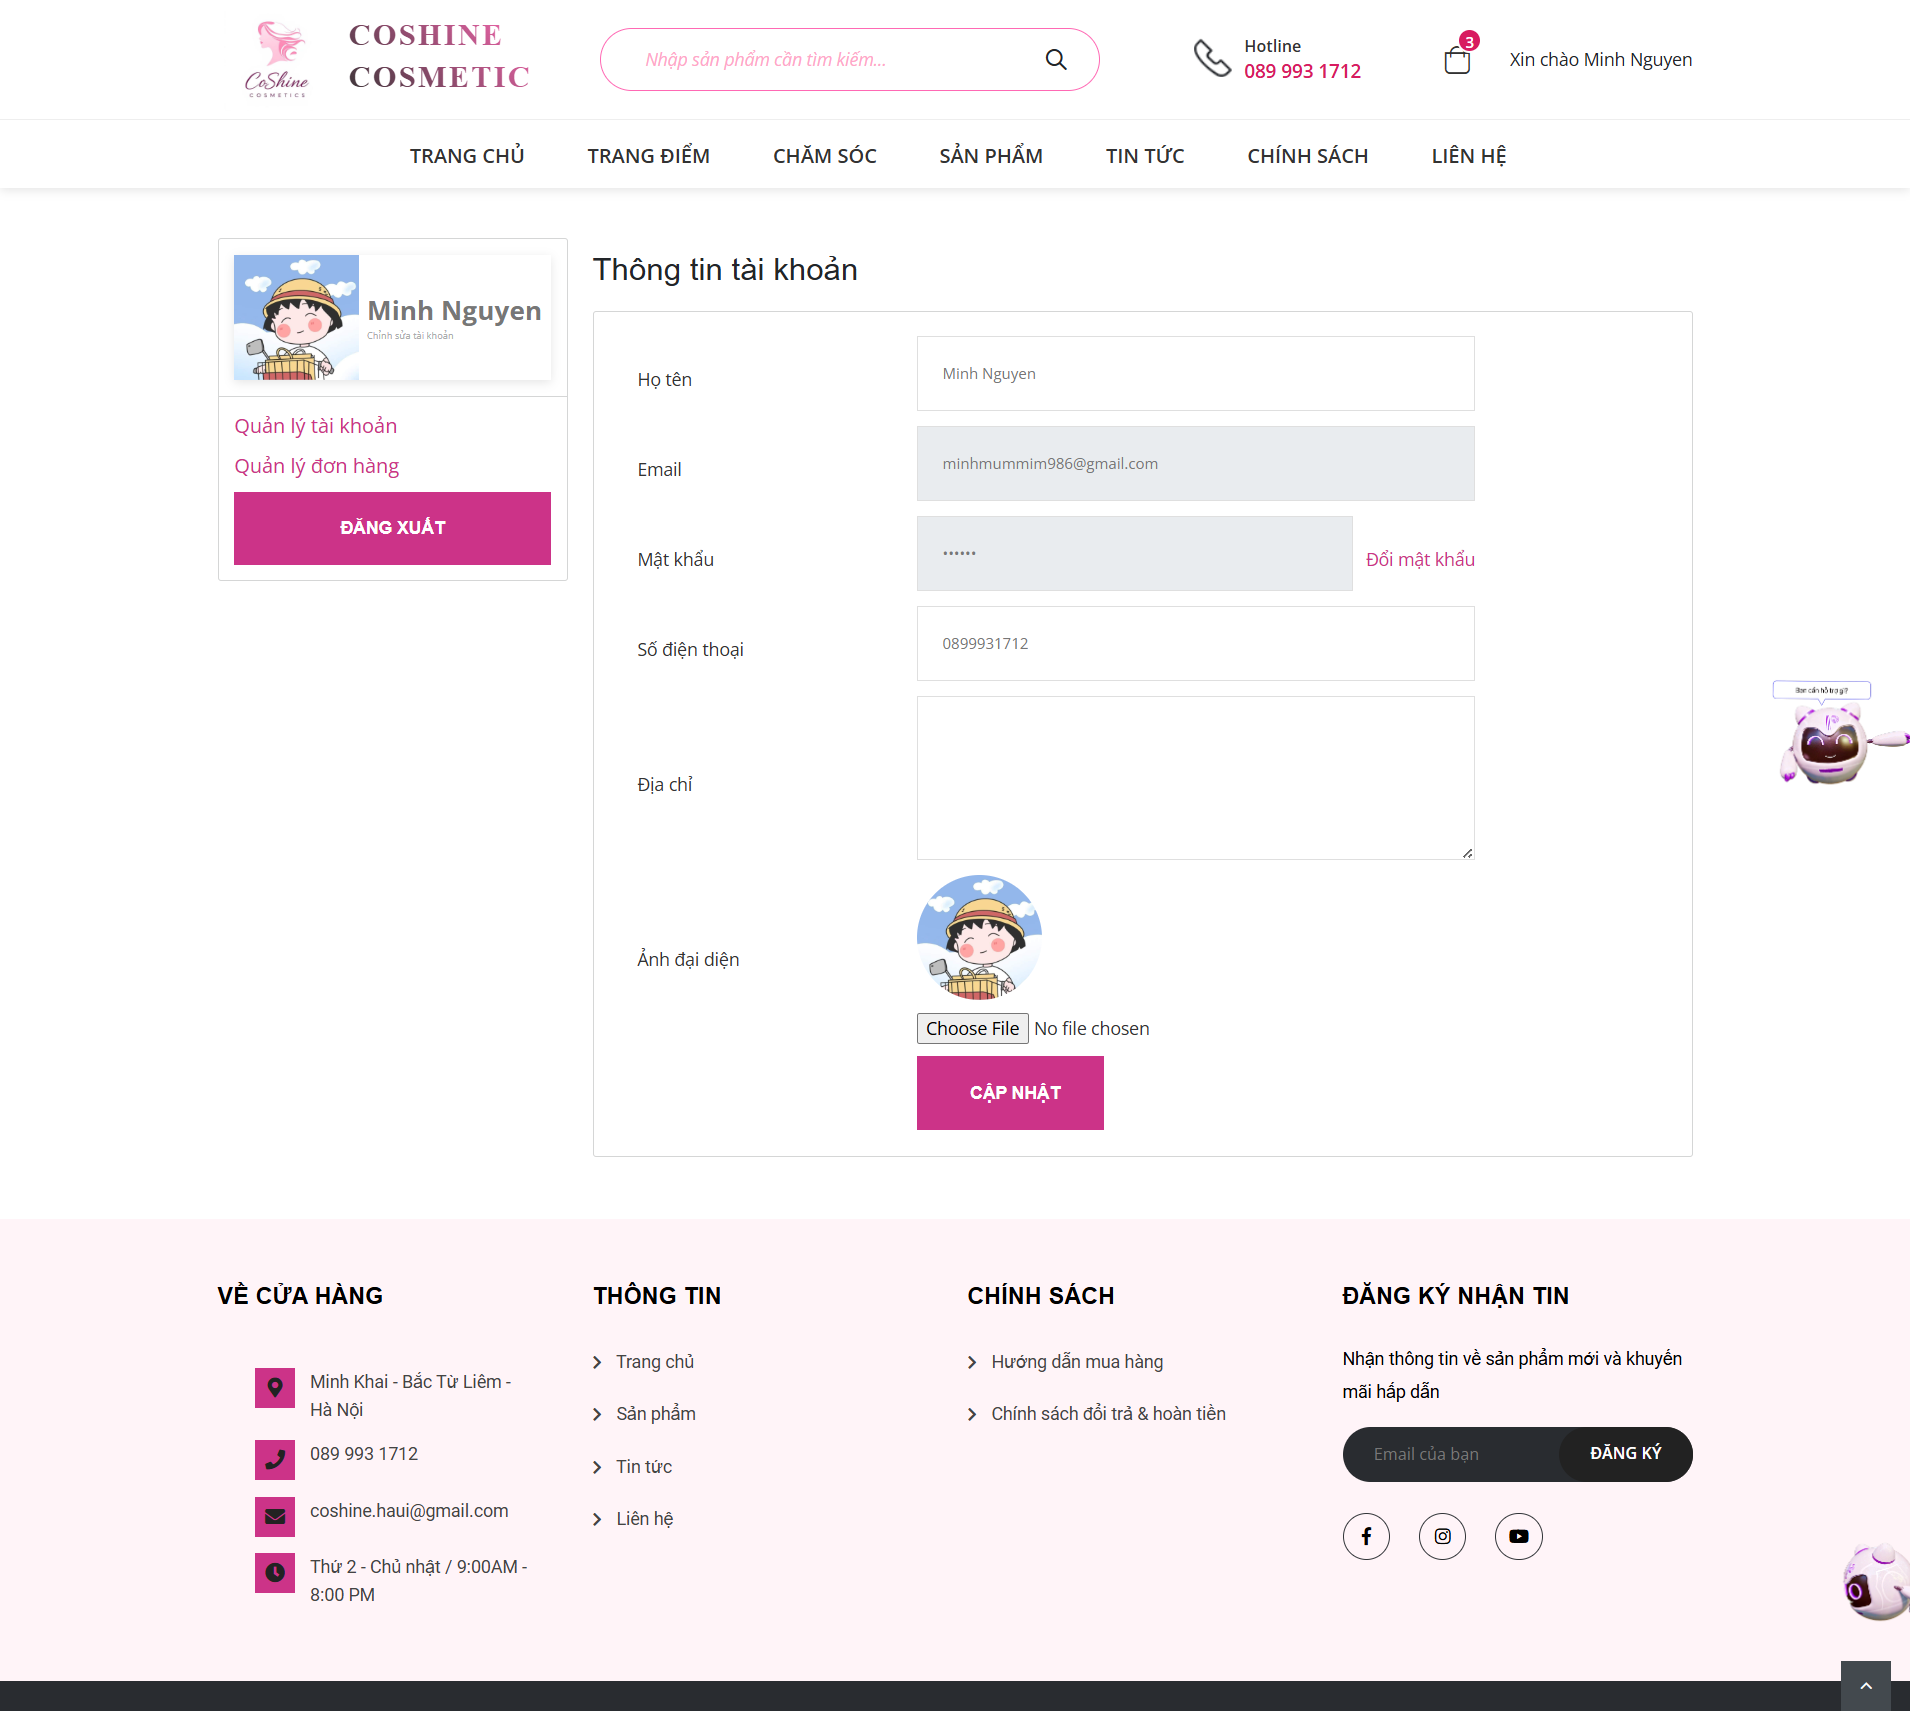 CoShine
COSMETICS
COSHINE
COSMETIC
Nhập sản phẩm cần tìm kiếm...
Hotline
089 993 1712
3
Xin chào Minh Nguyen
TRANG CHỦ
TRANG ĐIỂM
CHĂM SÓC
SẢN PHẨM
TIN TỨC
CHÍNH SÁCH
LIÊN HỆ
Minh Nguyen
Chỉnh sửa tài khoản
Quản lý tài khoản
Quản lý đơn hàng
ĐĂNG XUẤT
Thông tin tài khoản
Họ tên
Minh Nguyen
Email
minhmummim986@gmail.com
Mật khẩu
······
Đổi mật khẩu
Số điện thoại
0899931712
Địa chỉ
Ảnh đại diện
Choose File No file chosen
CẬP NHẬT
Bạn cần hỗ trợ gì?
VỀ CỬA HÀNG
Minh Khai - Bắc Từ Liêm -
Hà Nội
089 993 1712
coshine.haui@gmail.com
Thứ 2 - Chủ nhật / 9:00AM -
8:00 PM
THÔNG TIN
Trang chủ
Sản phẩm
Tin tức
Liên hệ
CHÍNH SÁCH
Hướng dẫn mua hàng
Chính sách đổi trả & hoàn tiền
ĐĂNG KÝ NHẬN TIN
Nhận thông tin về sản phẩm mới và khuyến
mãi hấp dẫn
Email của bạn
ĐĂNG KÝ